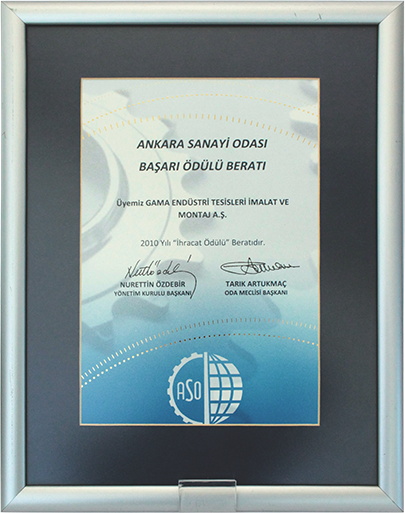 ANKARA SANAYİ ODASI
BAŞARI ÖDÜLÜ BERATI
Üyemiz GAMA ENDÜSTRİ TESİSLERİ İMALAT VE
MONTAJ A.Ş.
2010 Yılı "İhracat Ödülü" Beratıdır.
NURETTİN ÖZDEBİR
YÖNETİM KURULU BAŞKANI
TARIK ARTUKMAÇ
ODA MECLİSİ BAŞKANI
ASO